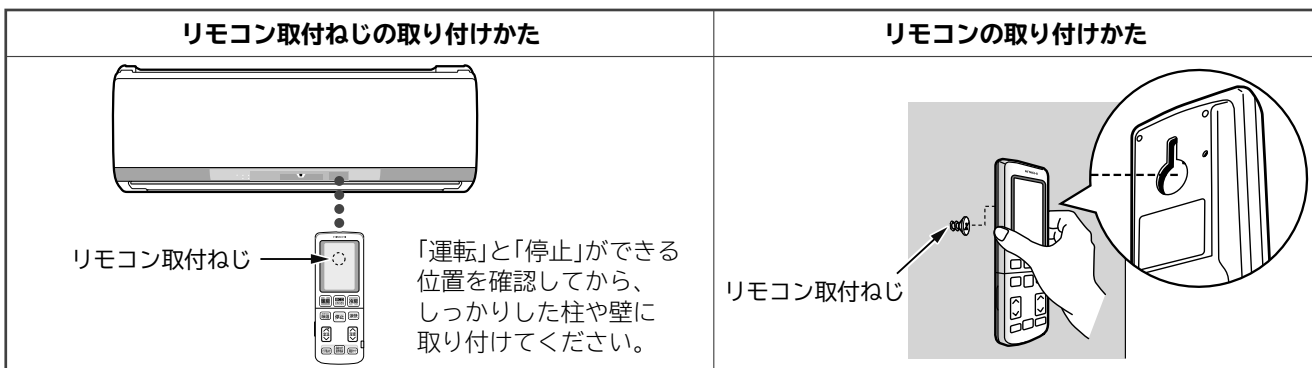 リモコン取付ねじの取り付けかた
リモコンの取り付けかた
リモコン取付ねじ
「運転」と「停止」ができる
位置を確認してから、
しっかりした柱や壁に
取り付けてください。
リモコン取付ねじ